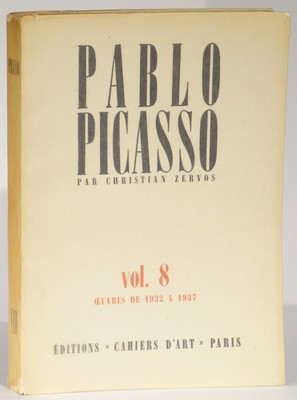 PABLO
PICASSO
PAR CHRISTIAN ZERVOS
vol. 8
ŒUVRES DE 1932 A 1937
ÉDITIONS « CAHIERS D'ART » PARIS